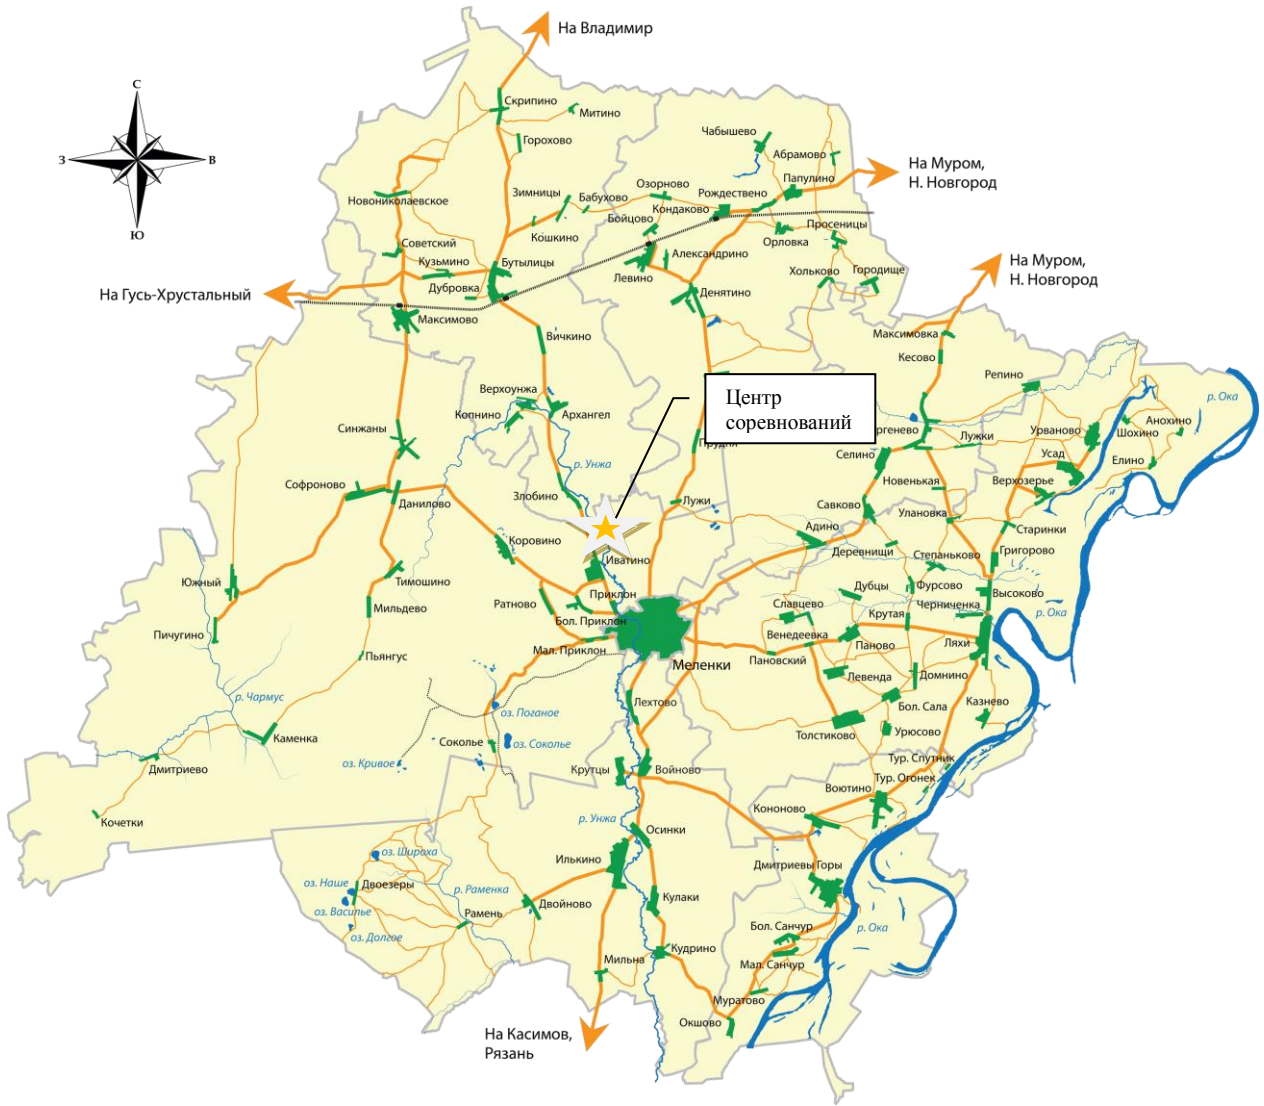 На Владимир
С
З
В
Ю
Скрипино
Митино
Горохово
Чабышево
Абрамово
На Муром,
Н. Новгород
Папулино
Новониколаевское
Зимницы
Бабухово
Озорново
Рождествено
Кондаково
Бойцово
Просеницы
Кошкино
Орловка
Советский
Кузьмино
Бутылицы
Александрино
Левино
Хольково
Городище
На Муром,
Н. Новгород
На Гусь-Хрустальный
Дубровка
Денятино
Максимово
Вичкино
Максимовка
Кесово
Репино
Верхоунжа
Копнино
Архангел
Центр
соревнований
р. Ока
Анохино
Шохино
Синжаны
Прудня
ргенево
Лужки
Урваново
Селино
Усад
Елино
р. Унжа
Софроново
Данилово
Злобино
Лужи
Новенькая
Верхозерье
Савково
Улановка
Старинки
Адино
Коровино
Иватино
Деревнищи
Степаньково
Григорово
Южный
Тимошино
Дубцы
Фурсово
Высоково
Мильдево
Ратново
Приклон
Славцево
Черниченка
р. Ока
Бол. Приклон
Крутая
Пичугино
Венедеевка
Паново
Ляхи
Пьянгус
Мал. Приклон
Меленки
Пановский
Левенда
Домнино
р. Чармус
Лехтово
Бол. Сала
Казнево
оз. Поганое
Каменка
Соколье
оз. Соколье
Толстиково
Урюсово
Дмитриево
оз. Кривое
Крутцы
Войново
Тур. Спутник
Тур. Огонек
Воютино
Кочетки
р. Унжа
Кононово
Осинки
оз. Широха
Илькино
Дмитриевы Горы
оз. Наше
Двоезеры
р. Раменка
Двойново
Кулаки
оз. Василье
Рамень
оз. Долгое
Бол. Санчур
р. Ока
Кудрино
Мильна
Мал. Санчур
Муратово
Окшово
На Касимов,
Рязань